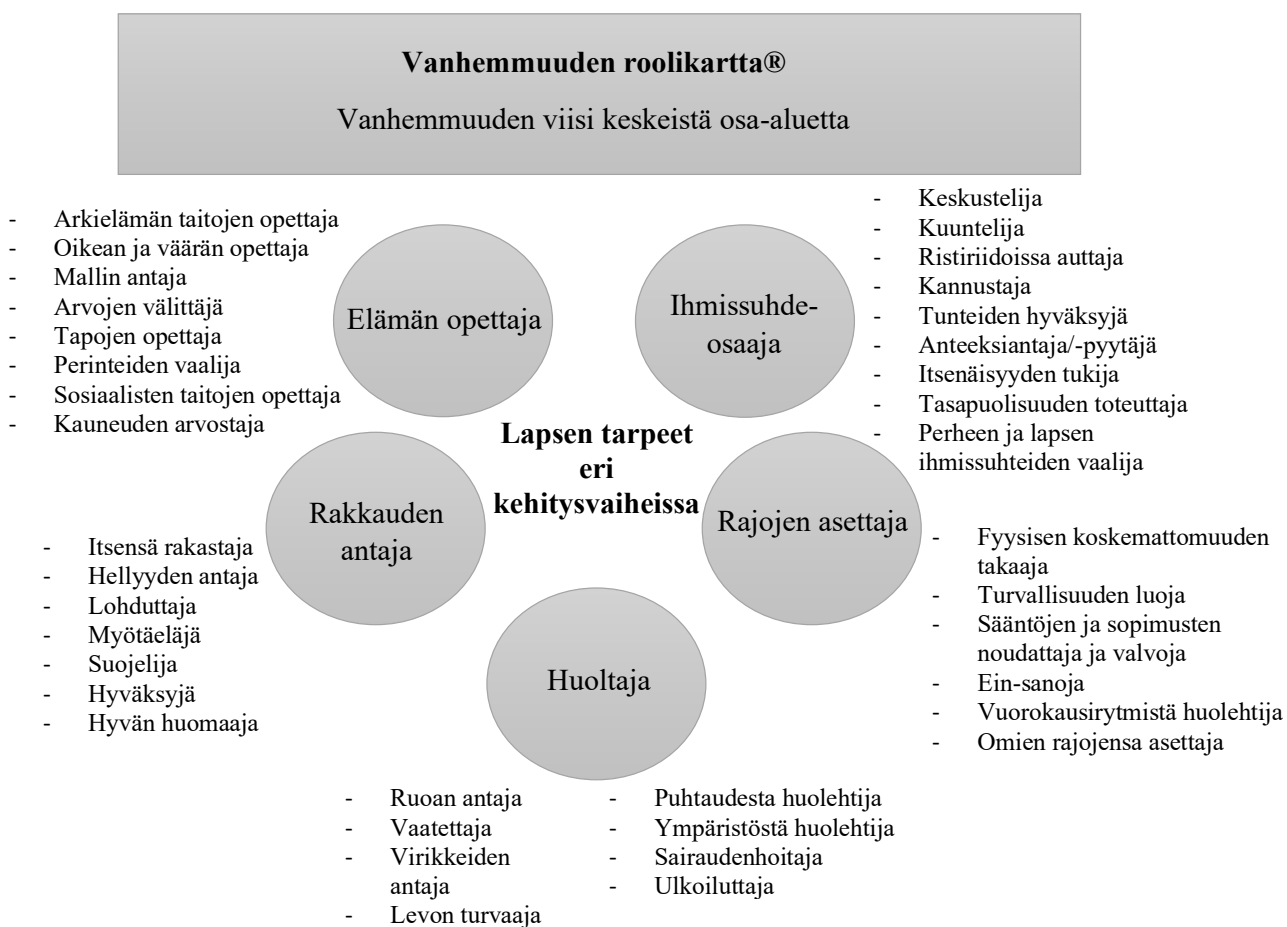 Vanhemmuuden roolikartta®
Vanhemmuuden viisi keskeistä osa-aluetta
- Arkielämän taitojen opettaja
- Oikean ja väärän opettaja
- Mallin antaja
- Arvojen välittäjä
- Tapojen opettaja
- Perinteiden vaalija
- Sosiaalisten taitojen opettaja
- Kauneuden arvostaja
Elämän opettaja
Ihmissuhde-
osaaja
- Keskustelija
- Kuuntelija
- Ristiriidoissa auttaja
- Kannustaja
- Tunteiden hyväksyjä
- Anteeksiantaja/-pyytäjä
- Itsenäisyyden tukija
- Tasapuolisuuden toteuttaja
- Perheen ja lapsen
ihmissuhteiden vaalija
Lapsen tarpeet
eri
kehitysvaiheissa
Rakkauden
antaja
- Itsensä rakastaja
- Hellyyden antaja
- Lohduttaja
- Myötäeläjä
- Suojelija
- Hyväksyjä
- Hyvän huomaaja
Rajojen asettaja
- Fyysisen koskemattomuuden
takaaja
- Turvallisuuden luoja
- Sääntöjen ja sopimusten
noudattaja ja valvoja
- Ein-sanoja
- Vuorokausirytmistä huolehtija
- Omien rajojensa asettaja
Huoltaja
- Ruoan antaja
- Vaatettaja
- Virikkeiden
antaja
- Levon turvaaja
- Puhtaudesta huolehtija
- Ympäristöstä huolehtija
- Sairaudenhoitaja
- Ulkoiluttaja